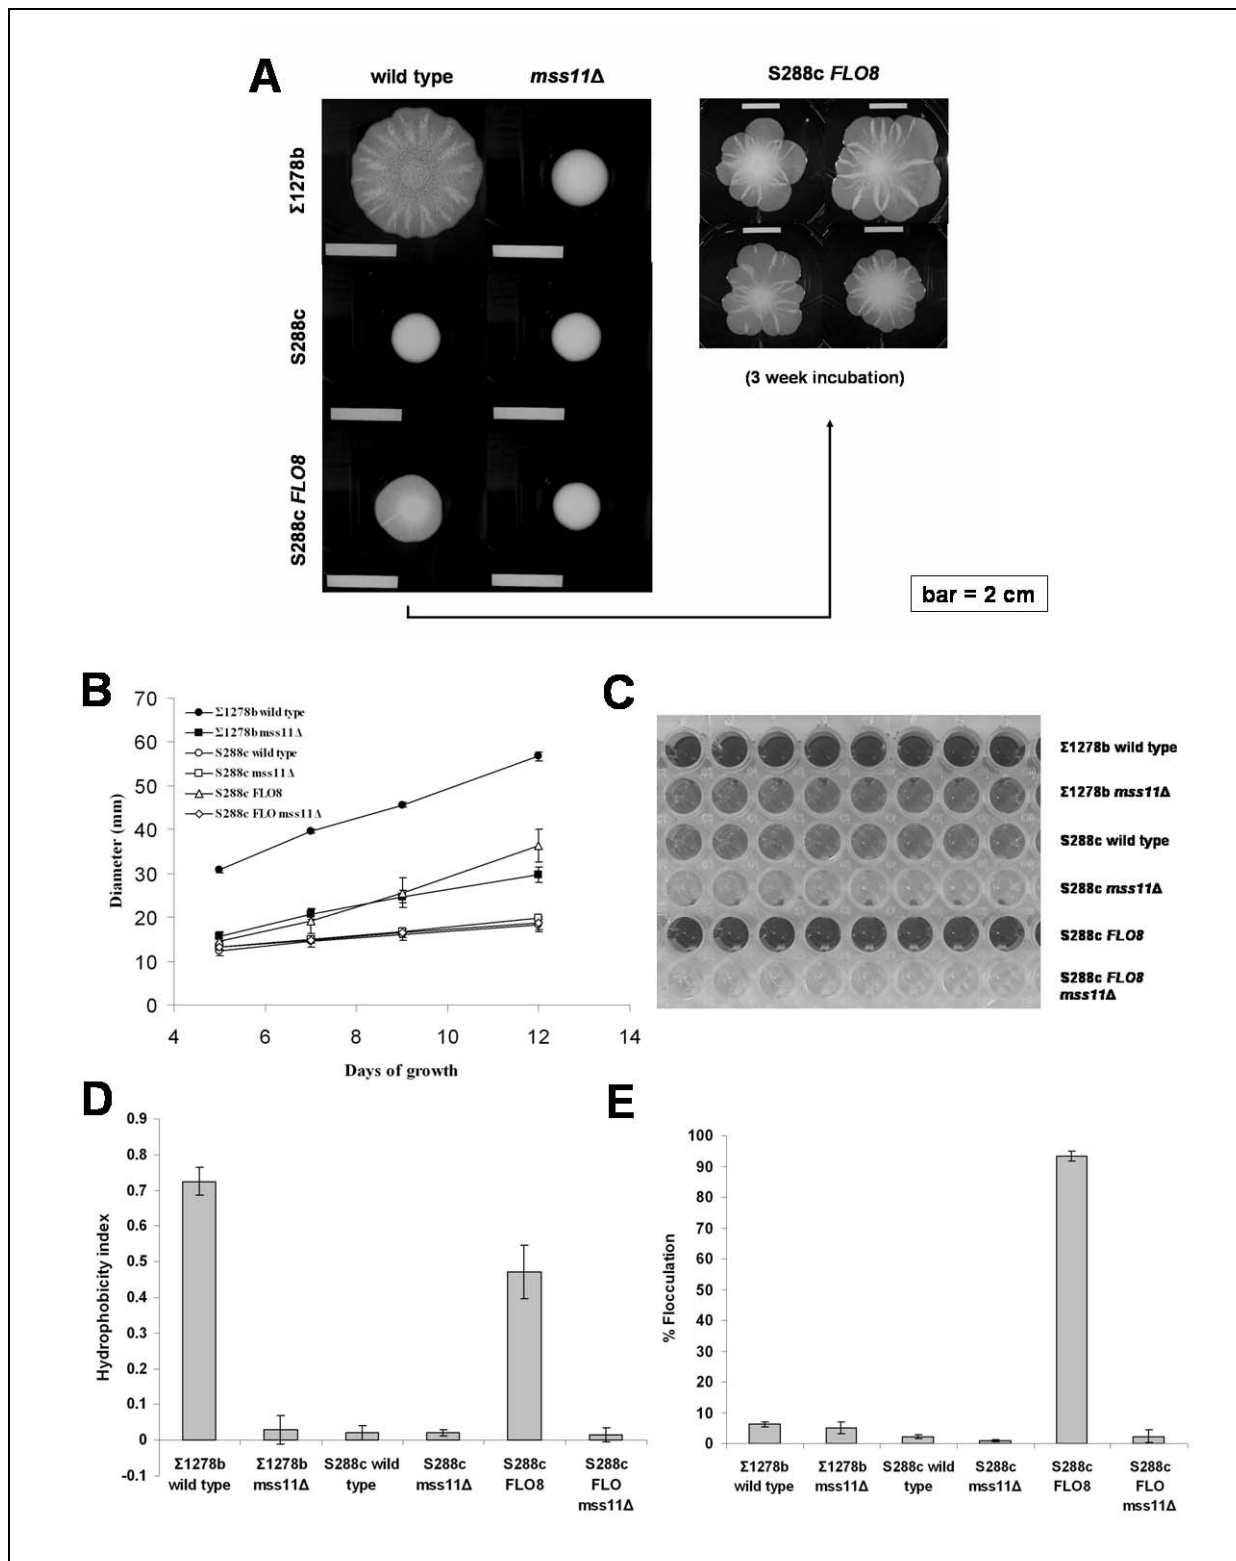 A
wild type
mss11Δ
S288c FLO8
Σ1278b
S288c
S288c FLO8
(3 week incubation)
bar = 2 cm
B
70
60
50
40
30
20
10
0
Diameter (mm)
Σ1278b wild type
Σ1278b mss11Δ
S288c wild type
S288c mss11Δ
S288c FLO8
S288c FLO mss11Δ
4
6
8
10
12
14
Days of growth
C
Σ1278b wild type
Σ1278b mss11Δ
S288c wild type
S288c mss11Δ
S288c FLO8
S288c FLO8
mss11Δ
D
0.9
0.8
0.7
0.6
0.5
0.4
0.3
0.2
0.1
0
-0.1
Hydrophobicity index
Σ1278b
wild type
Σ1278b
mss11Δ
S288c wild
type
S288c
mss11Δ
S288c
FLO8
S288c
FLO
mss11Δ
E
100
90
80
70
60
50
40
30
20
10
0
% Flocculation
Σ1278b
wild type
Σ1278b
mss11Δ
S288c wild
type
S288c
mss11Δ
S288c
FLO8
S288c
FLO
mss11Δ